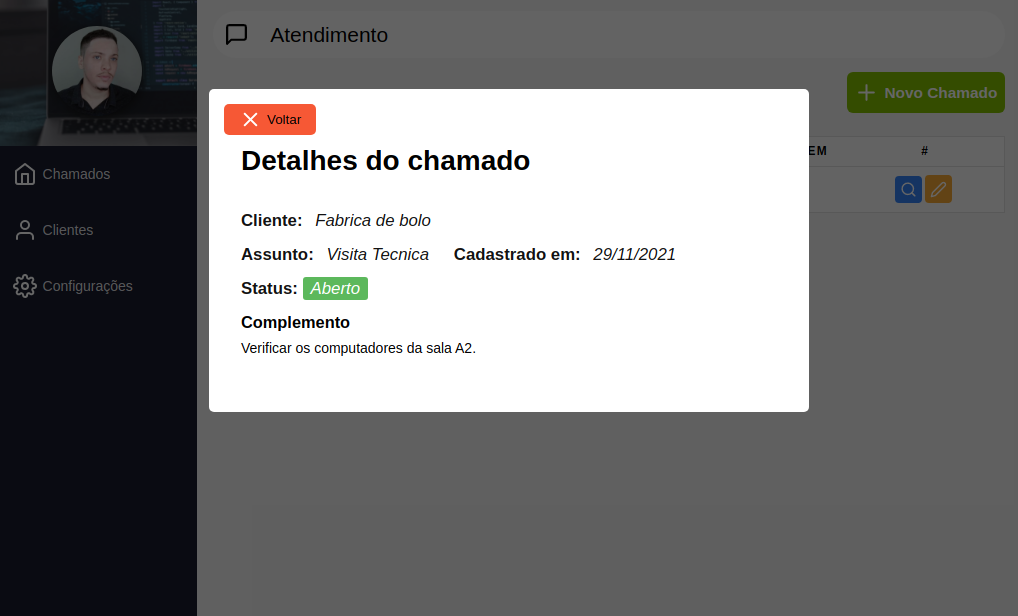 Atendimento
Novo Chamado
Voltar
Detalhes do chamado
EM #
Chamados
Cliente: Fabrica de bolo
Clientes
Assunto: Visita Tecnica Cadastrado em: 29/11/2021
Configurações
Status: Aberto
Complemento
Verificar os computadores da sala A2.